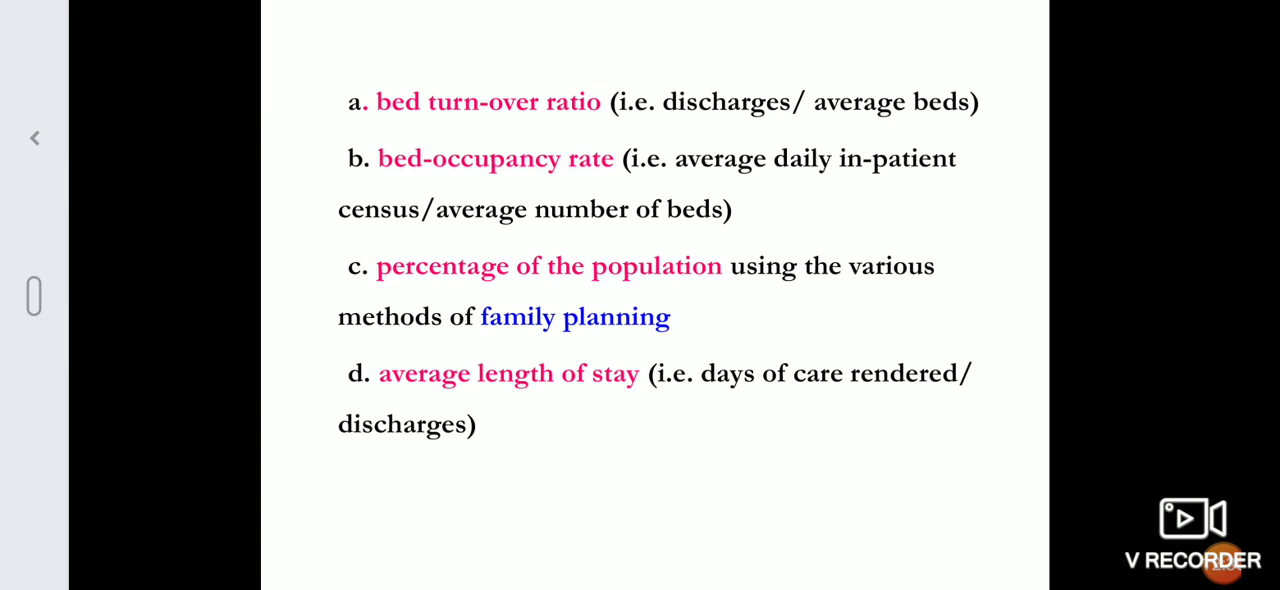 a. bed turn-over ratio (i.e. discharges/ average beds)
b. bed-occupancy rate (i.e. average daily in-patient
census/average number of beds)
c. percentage of the population using the various
methods of family planning
d. average length of stay (i.e. days of care rendered/
discharges)
V RECORDER